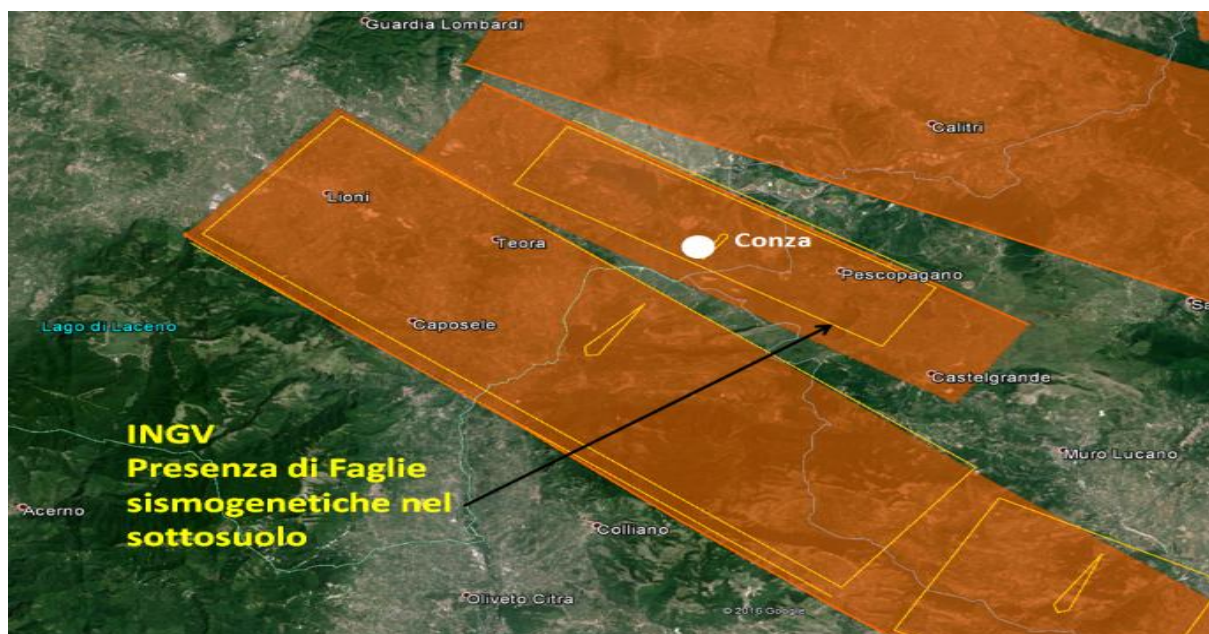 Guardia Lombardi
Calitri
Lioni
Teora
Conza
Pescopagano
Sa
Lago di Laceno
Caposele
Castelgrande
INGV
Presenza di Faglie
sismogenetiche nel
sottosuolo
Muro Lucano
Acerno
Colliano
Oliveto Citra
© 2016 Google